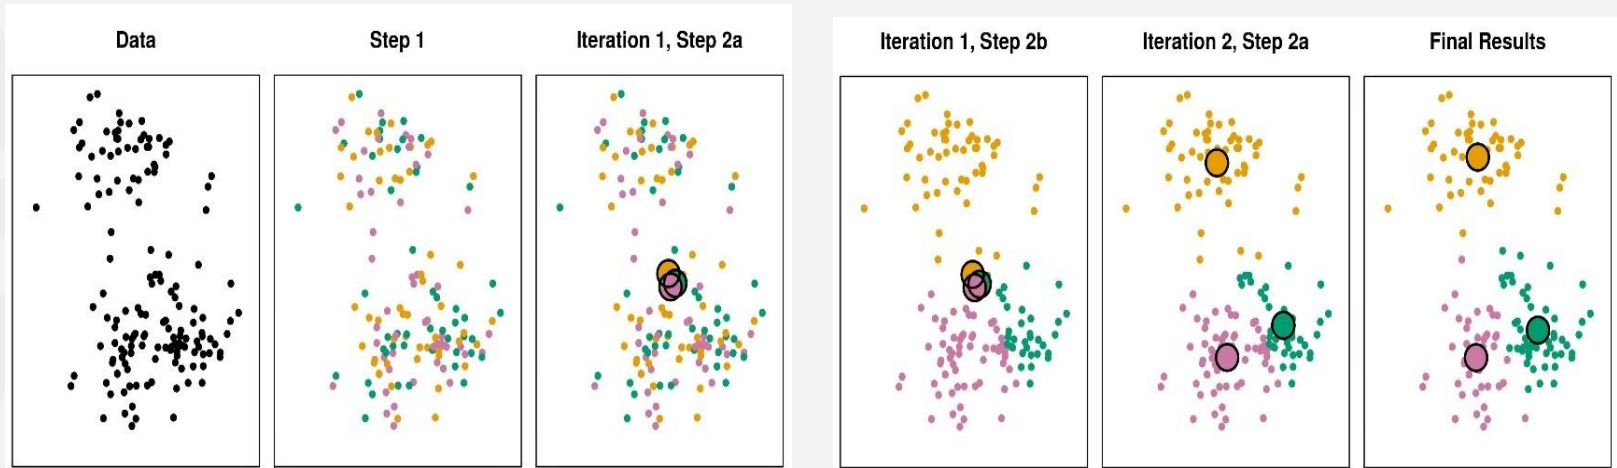 Data
Step 1
Iteration 1, Step 2a
Iteration 1, Step 2b
Iteration 2, Step 2a
Final Results